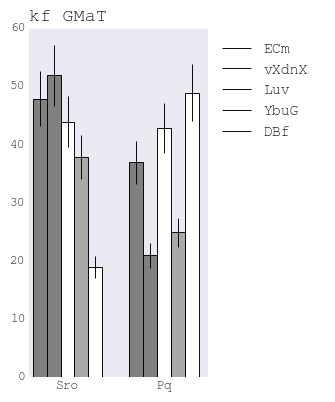 kf GMaT
60
50
40
30
20
10
0
Sro
Pq
ECm
vXdnX
Luv
YbuG
DBf